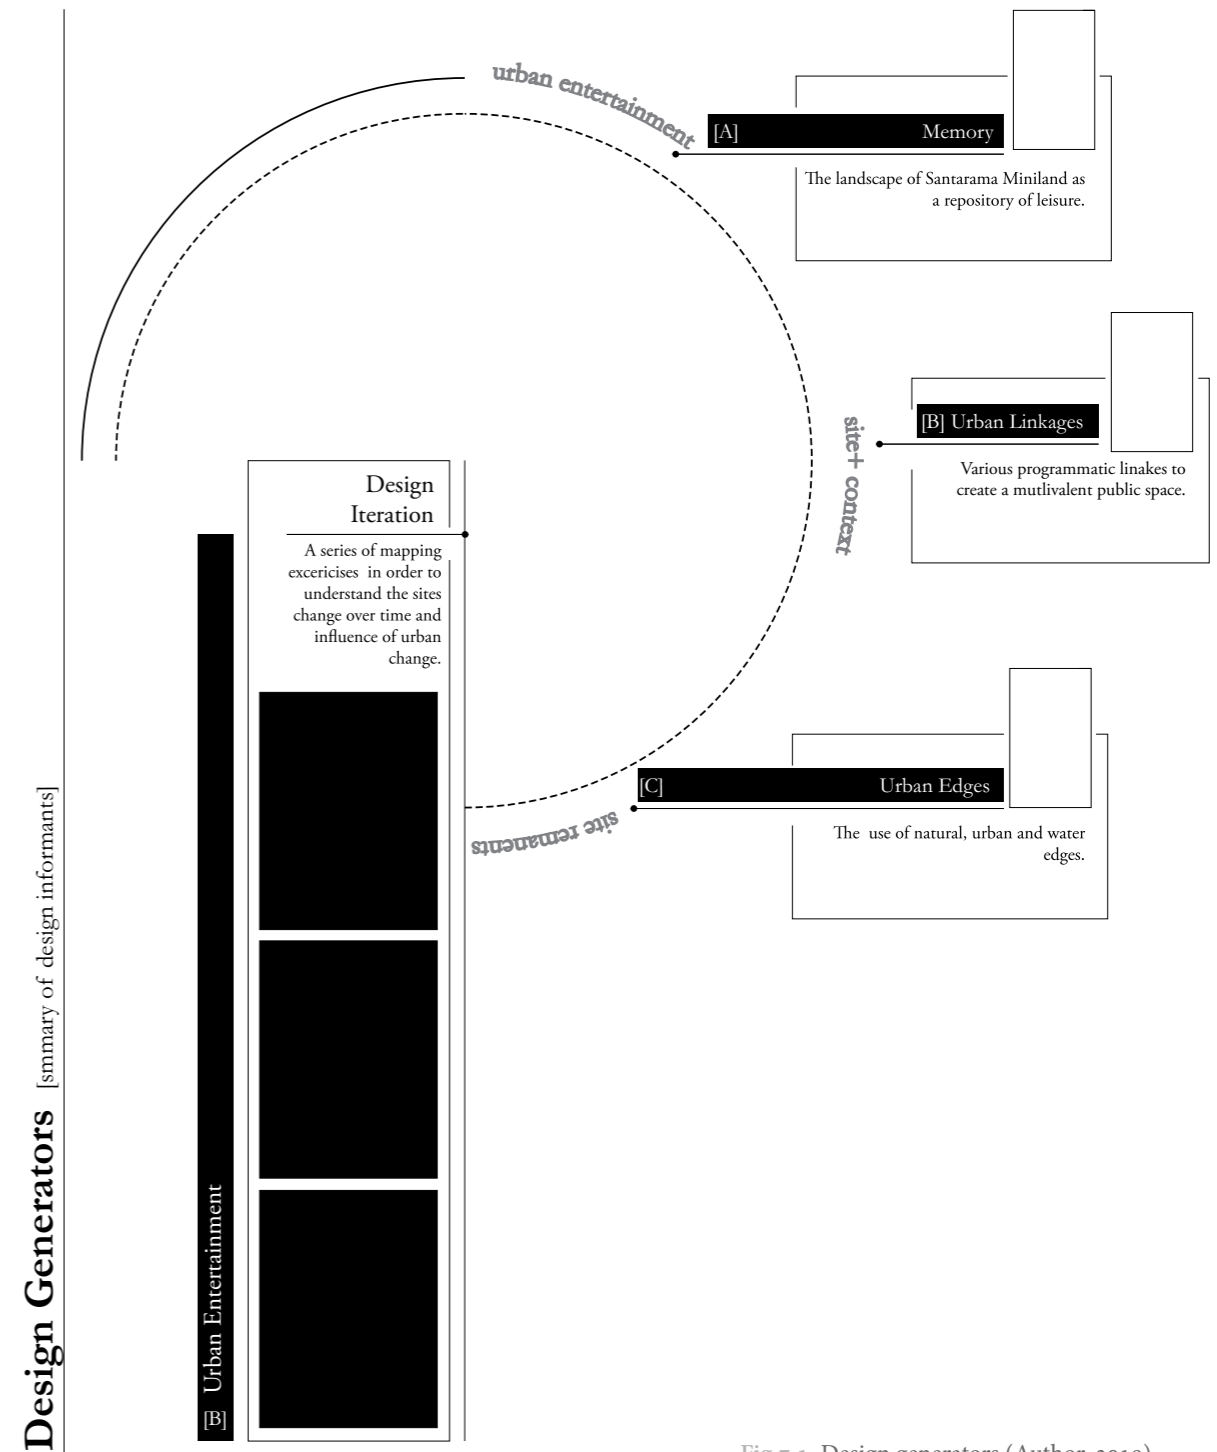 Design Generators [smmary of design informants]
urban entertainment
[A] Memory
The landscape of Santarama Miniland as
a repository of leisure.
site+ context
[B] Urban Linkages
Various programmatic linakes to
create a mutlivalent public space.
Design
Iteration
A series of mapping
excericises in order to
understand the sites
change over time and
influence of urban
change.
[C] Urban Edges
The use of natural, urban and water
edges.
site remanents
[B] Urban Entertainment
Design generators (Author,